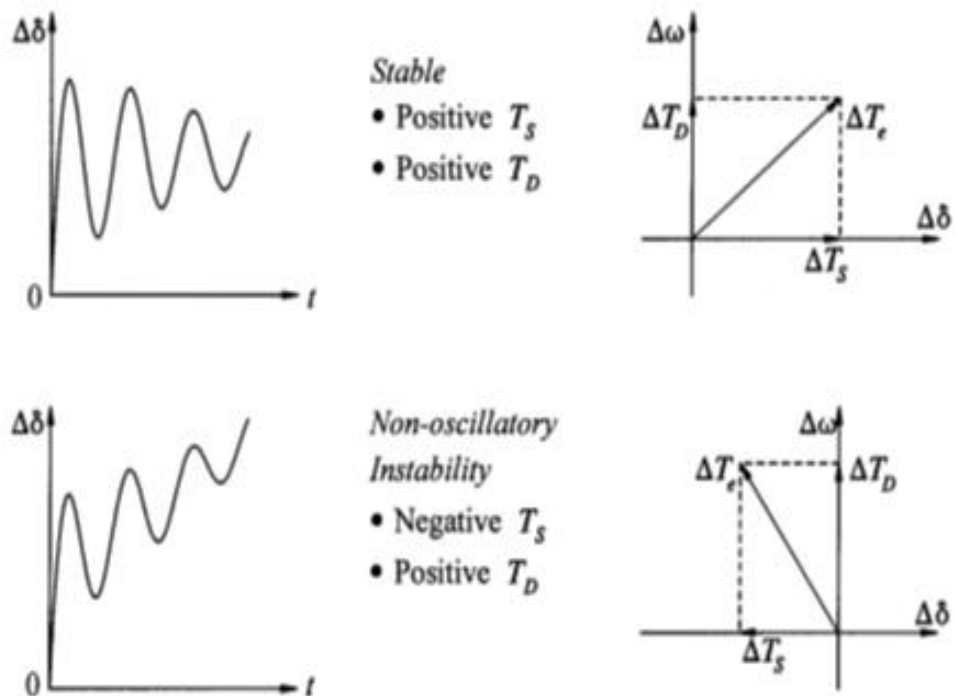 Δδ
0
t
Stable
• Positive T_S
• Positive T_D
Δω
ΔT_D
ΔT_e
Δδ
ΔT_S
Δδ
0
t
Non-oscillatory
Instability
• Negative T_S
• Positive T_D
Δω
ΔT_e
ΔT_D
Δδ
ΔT_S